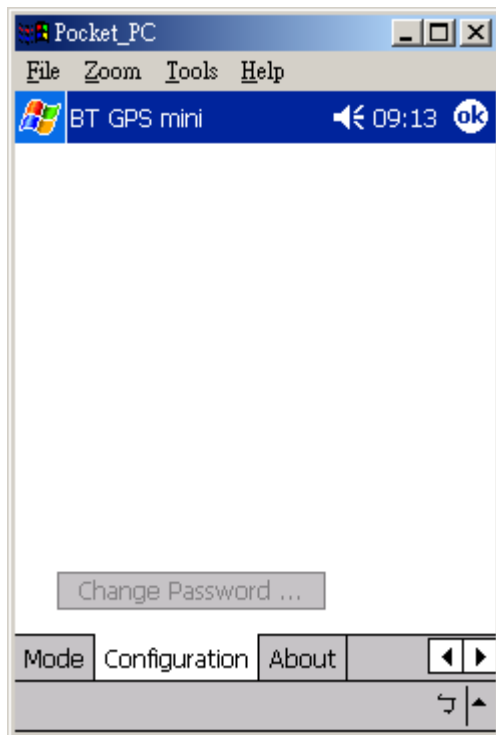 Pocket_PC
File Zoom Tools Help
BT GPS mini 09:13 ok
Change Password ...
Mode Configuration About
ㄅ